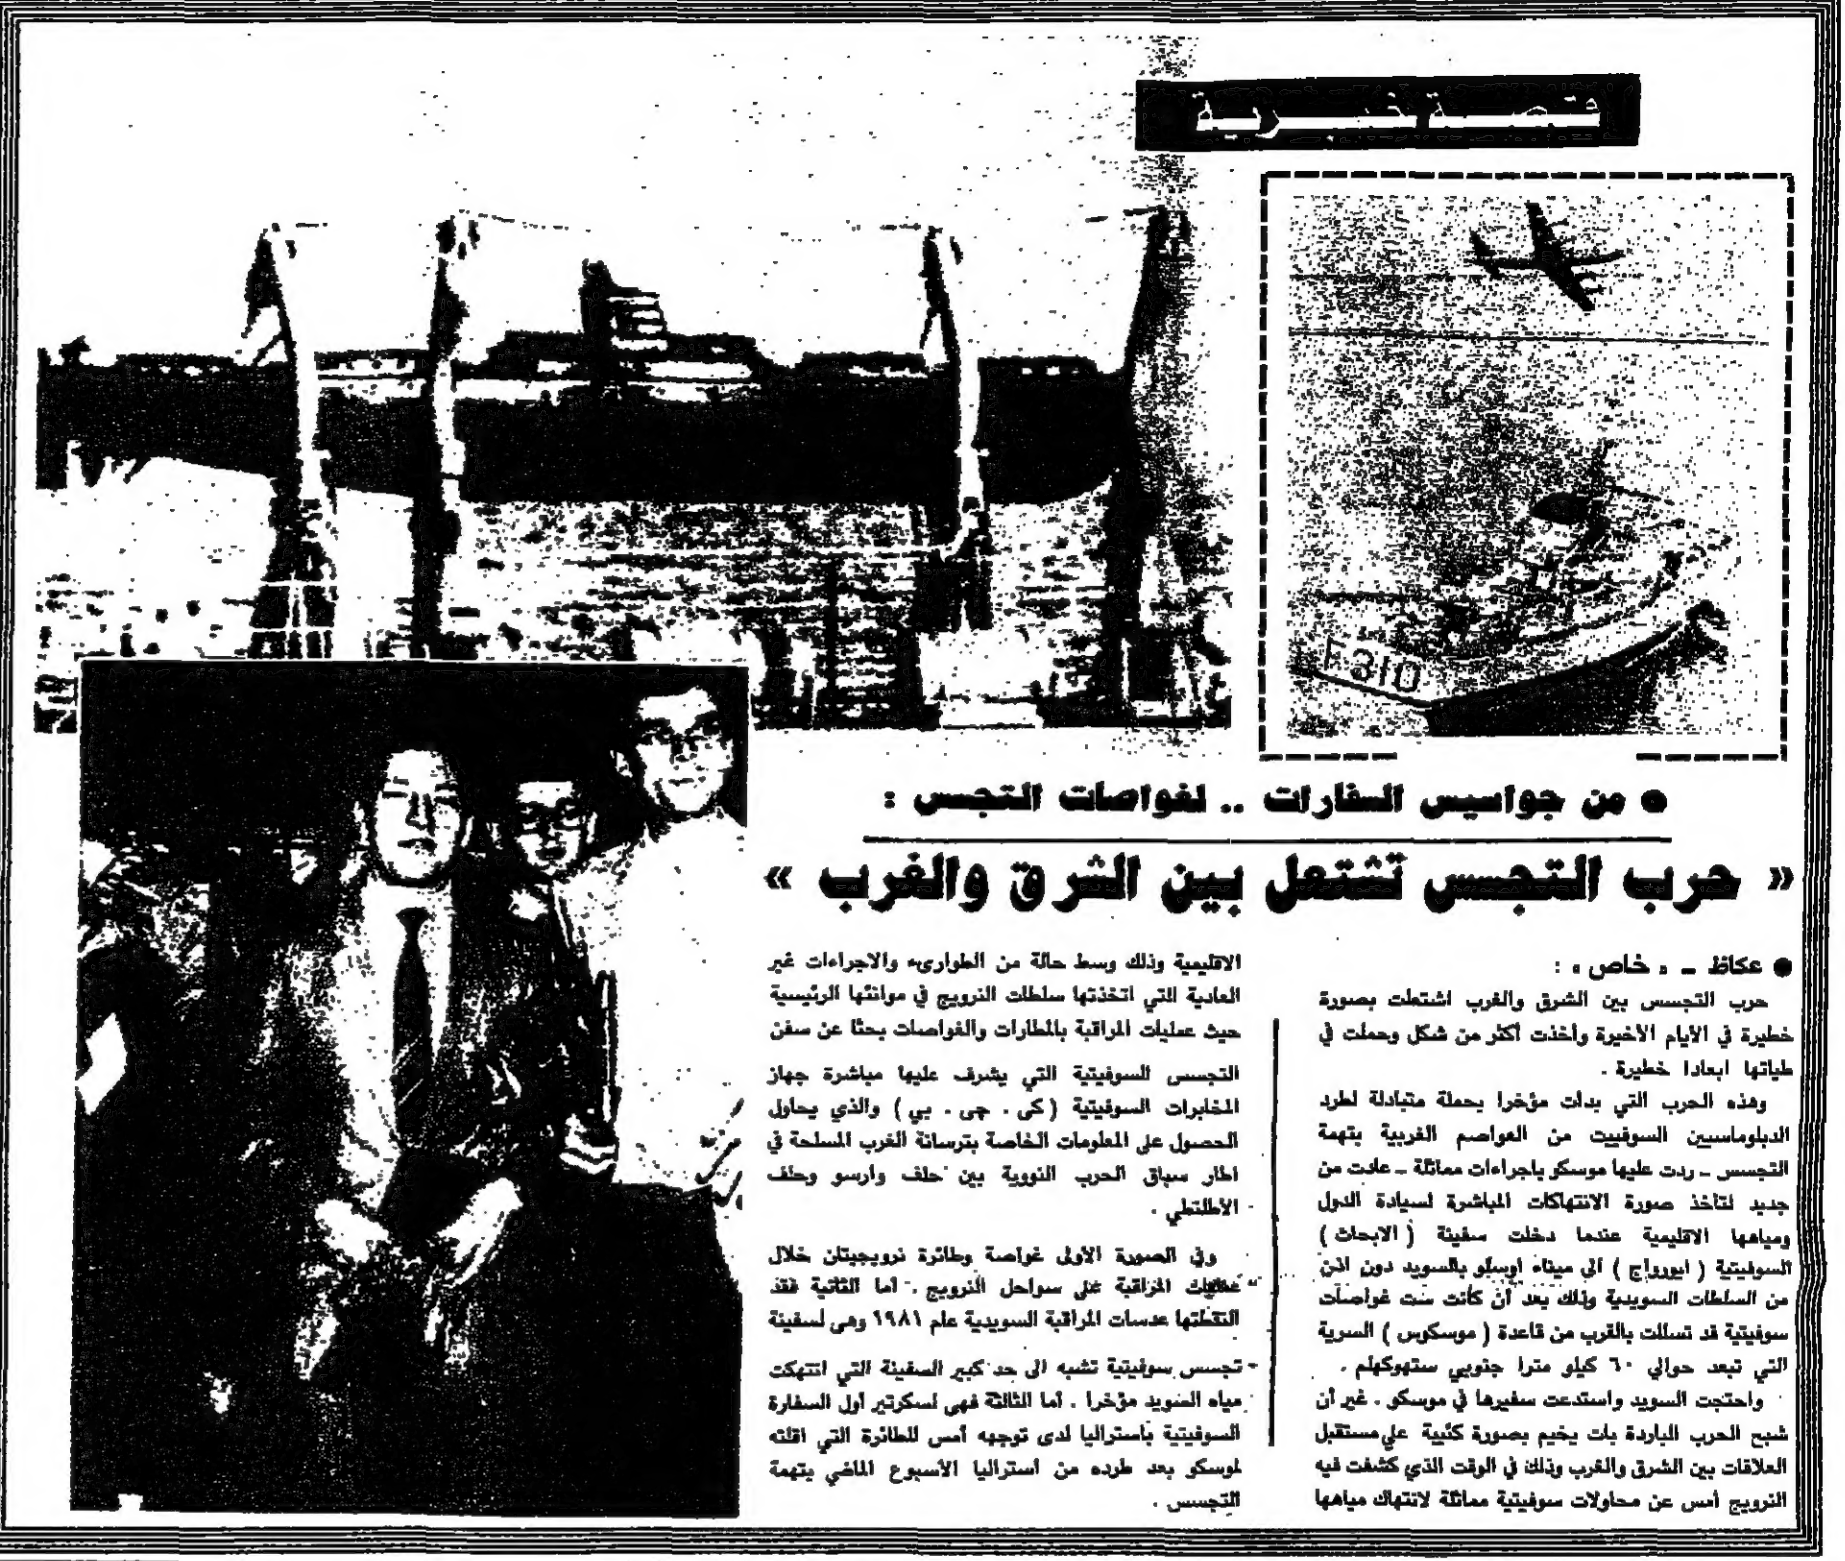 قصة خبرية
F310
● من جواسيس السفارات .. لغواصات التجسس :
« حرب التجسس تشتعل بين الشرق والغرب »
● عكاظ ـ « خاص » :
حرب التجسس بين الشرق والغرب اشتعلت بصورة
خطيرة في الأيام الأخيرة وأخذت أكثر من شكل وحملت في
طياتها ابعادا خطيرة .
وهذه الحرب التي بدأت مؤخرا بحملة متبادلة لطرد
الدبلوماسيين السوفييت من العواصم الغربية بتهمة
التجسس ـ ردت عليها موسكو باجراءات مماثلة ـ عادت من
جديد لتأخذ صورة الانتهاكات المباشرة لسيادة الدول
ومياهها الاقليمية عندما دخلت سفينة ( الابحاث )
السوفيتية ( ايورواج ) الى ميناء اوسلو بالسويد دون اذن
من السلطات السويدية وذلك بعد أن كانت ست غواصات
سوفيتية قد تسللت بالقرب من قاعدة ( موسكوس ) السرية
التي تبعد حوالي ٦٠ كيلو مترا جنوبي ستهوكهلم .
واحتجت السويد واستدعت سفيرها في موسكو . غير أن
شبح الحرب الباردة بات يخيم بصورة كئيبة على مستقبل
العلاقات بين الشرق والغرب وذلك في الوقت الذي كشفت فيه
النرويج أمس عن محاولات سوفيتية مماثلة لانتهاك مياهها
الاقليمية وذلك وسط حالة من الطوارىء والاجراءات غير
العادية التي اتخذتها سلطات النرويج في موانئها الرئيسية
حيث عمليات المراقبة بالمطارات والغواصات بحثا عن سفن
التجسس السوفيتية التي يشرف عليها مباشرة جهاز
المخابرات السوفيتية ( كى . جى . بي ) والذي يحاول
الحصول على المعلومات الخاصة بترسانة الغرب المسلحة في
اطار سباق الحرب النووية بين حلف وارسو وحلف
الأطلنطي .
وفي الصورة الأولى غواصة وطائرة نرويجيتان خلال
عمليات المراقبة على سواحل النرويج . أما الثانية فقد
التقطتها عدسات المراقبة السويدية عام ١٩٨١ وهى لسفينة
تجسس سوفيتية تشبه الى حد كبير السفينة التي انتهكت
مياه السويد مؤخرا . أما الثالثة فهى لسكرتير أول السفارة
السوفيتية بأستراليا لدى توجهه أمس للطائرة التي اقلته
لموسكو بعد طرده من أستراليا الأسبوع الماضي بتهمة
التجسس .